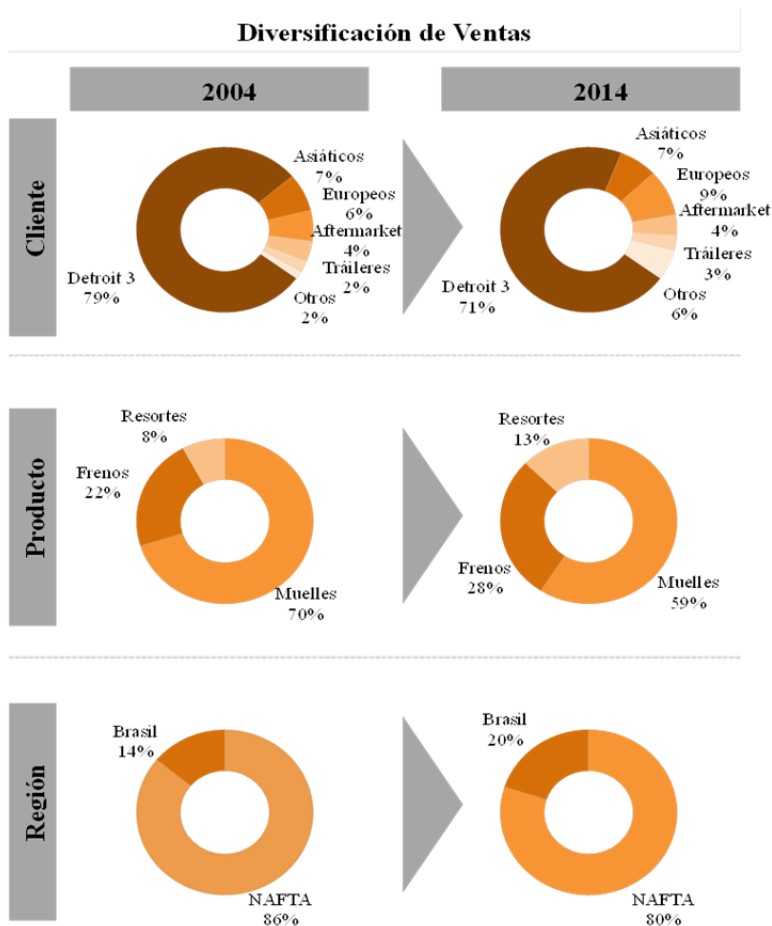 Diversificación de Ventas
2004
2014
Cliente
Asiáticos
7%
Europeos
6%
Aftermarket
4%
Tráileres
2%
Otros
2%
Detroit 3
79%
Asiáticos
7%
Europeos
9%
Aftermarket
4%
Tráileres
3%
Otros
6%
Detroit 3
71%
Producto
Resortes
8%
Frenos
22%
Muelles
70%
Resortes
13%
Frenos
28%
Muelles
59%
Región
Brasil
14%
NAFTA
86%
Brasil
20%
NAFTA
80%